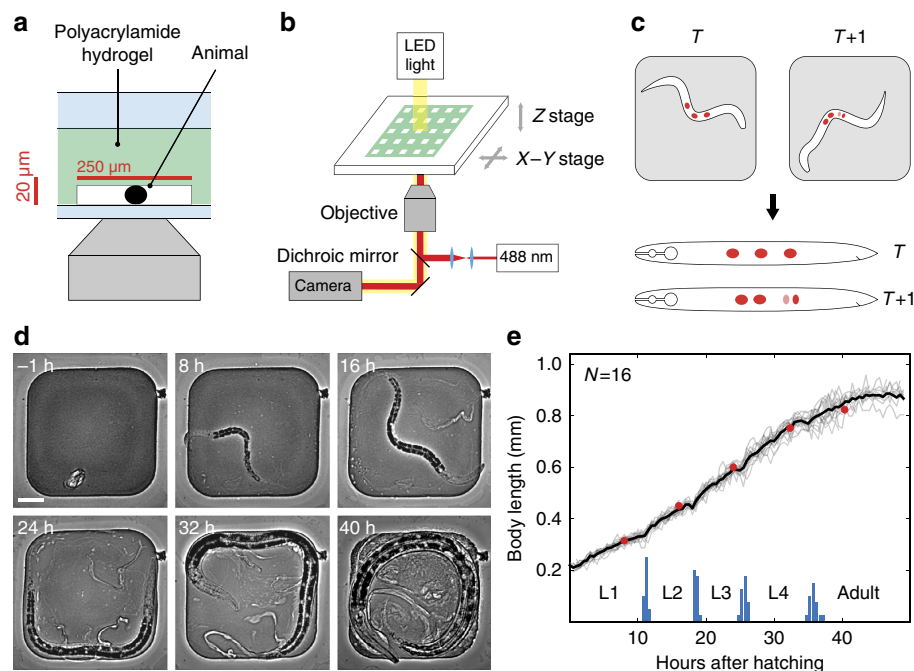 a
Polyacrylamide
hydrogel
Animal
250 µm
20 µm
b
LED
light
Z stage
X–Y stage
Objective
Dichroic mirror
488 nm
Camera
c
T
T+1
T
T+1
d
–1 h
8 h
16 h
24 h
32 h
40 h
e
N=16
Body length (mm)
1.0
0.8
0.6
0.4
0.2
L1
L2
L3
L4
Adult
0
10
20
30
40
Hours after hatching